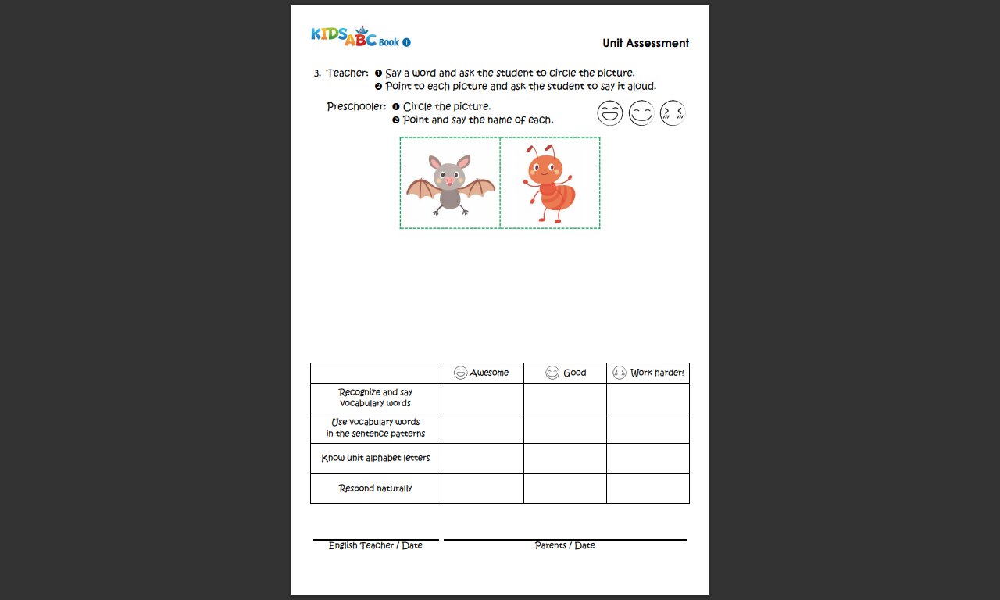 KIDS ABC Book 1
Unit Assessment
3. Teacher: ❶ Say a word and ask the student to circle the picture.
❷ Point to each picture and ask the student to say it aloud.
Preschooler: ❶ Circle the picture.
❷ Point and say the name of each.
Awesome Good Work harder!
Recognize and say
vocabulary words
Use vocabulary words
in the sentence patterns
Know unit alphabet letters
Respond naturally
English Teacher / Date Parents / Date